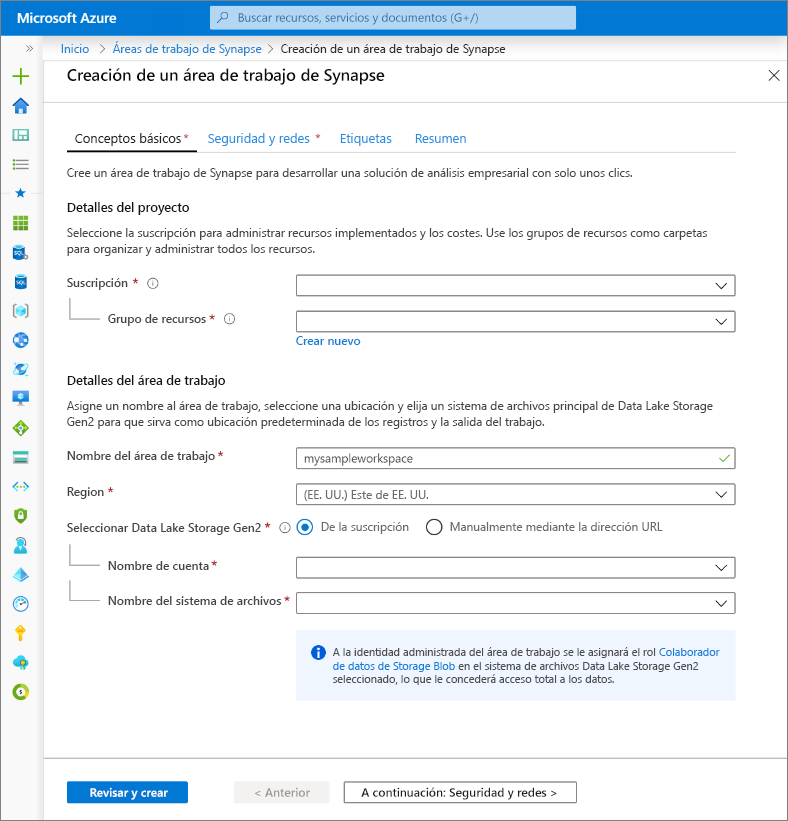 Microsoft Azure
Buscar recursos, servicios y documentos (G+/)
Inicio > Áreas de trabajo de Synapse > Creación de un área de trabajo de Synapse
Creación de un área de trabajo de Synapse
Conceptos básicos * Seguridad y redes * Etiquetas Resumen
Cree un área de trabajo de Synapse para desarrollar una solución de análisis empresarial con solo unos clics.
Detalles del proyecto
Seleccione la suscripción para administrar recursos implementados y los costes. Use los grupos de recursos como carpetas
para organizar y administrar todos los recursos.
Suscripción *
Grupo de recursos *
Crear nuevo
Detalles del área de trabajo
Asigne un nombre al área de trabajo, seleccione una ubicación y elija un sistema de archivos principal de Data Lake Storage
Gen2 para que sirva como ubicación predeterminada de los registros y la salida del trabajo.
Nombre del área de trabajo * mysampleworkspace
Region * (EE. UU.) Este de EE. UU.
Seleccionar Data Lake Storage Gen2 * De la suscripción Manualmente mediante la dirección URL
Nombre de cuenta *
Nombre del sistema de archivos *
A la identidad administrada del área de trabajo se le asignará el rol Colaborador
de datos de Storage Blob en el sistema de archivos Data Lake Storage Gen2
seleccionado, lo que le concederá acceso total a los datos.
Revisar y crear < Anterior A continuación: Seguridad y redes >